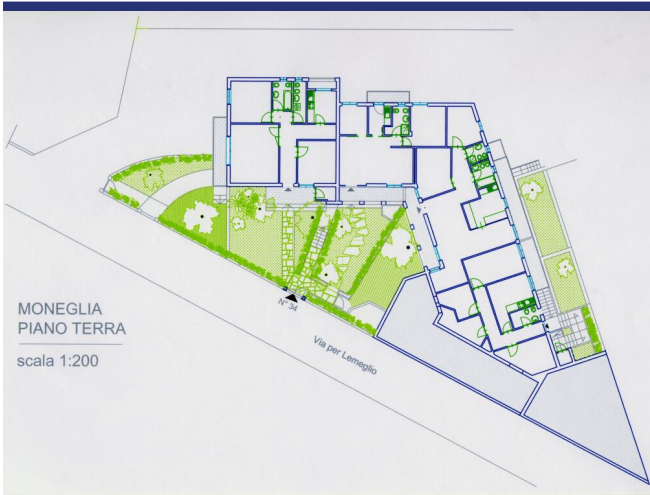 MONEGLIA
PIANO TERRA
scala 1:200
N° 34
Via per Lemeglio